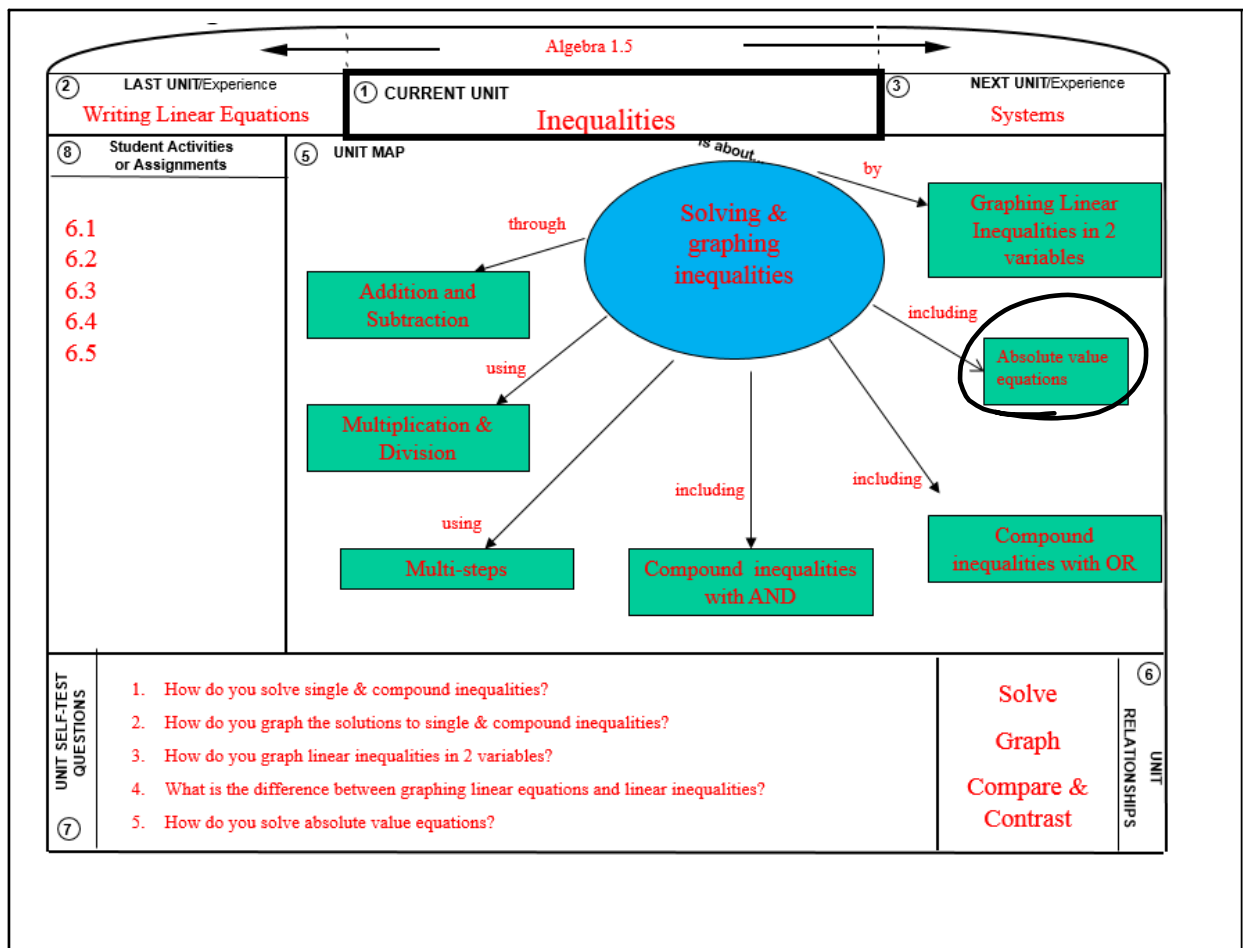 Algebra 1.5
2 LAST UNIT/Experience
Writing Linear Equations
1 CURRENT UNIT
Inequalities
3 NEXT UNIT/Experience
Systems
8 Student Activities
or Assignments
6.1
6.2
6.3
6.4
6.5
5 UNIT MAP
is about...
Solving &
graphing
inequalities
by
Graphing Linear
Inequalities in 2
variables
through
Addition and
Subtraction
including
Absolute value
equations
using
Multiplication &
Division
using
Multi-steps
including
Compound inequalities
with AND
including
Compound
inequalities with OR
UNIT SELF-TEST
QUESTIONS
7
1. How do you solve single & compound inequalities?
2. How do you graph the solutions to single & compound inequalities?
3. How do you graph linear inequalities in 2 variables?
4. What is the difference between graphing linear equations and linear inequalities?
5. How do you solve absolute value equations?
Solve
Graph
Compare &
Contrast
6
UNIT
RELATIONSHIPS